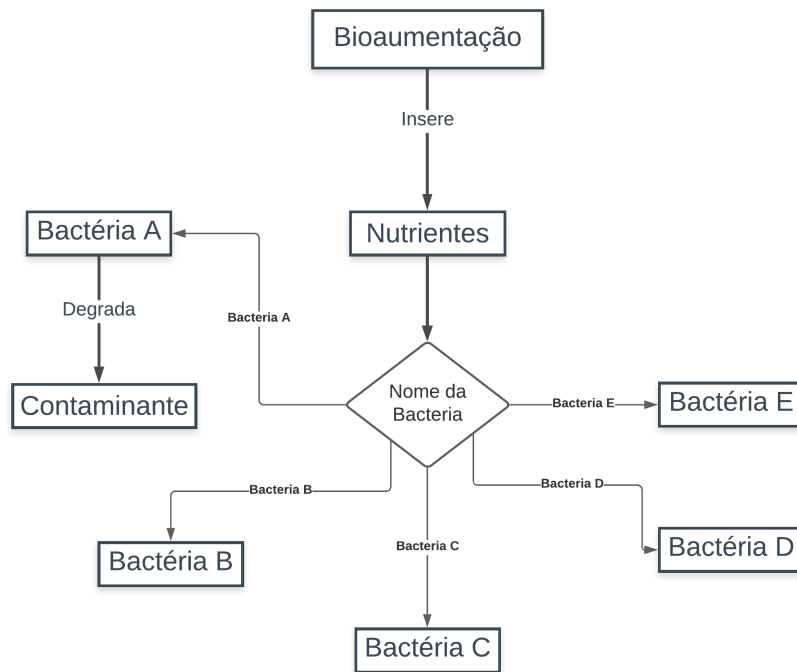 Bioaumentação
Insere
Bactéria A
Nutrientes
Degrada
Bacteria A
Nome da
Bacteria
Contaminante
Bacteria E
Bactéria E
Bacteria B
Bacteria D
Bactéria B
Bacteria C
Bactéria D
Bactéria C